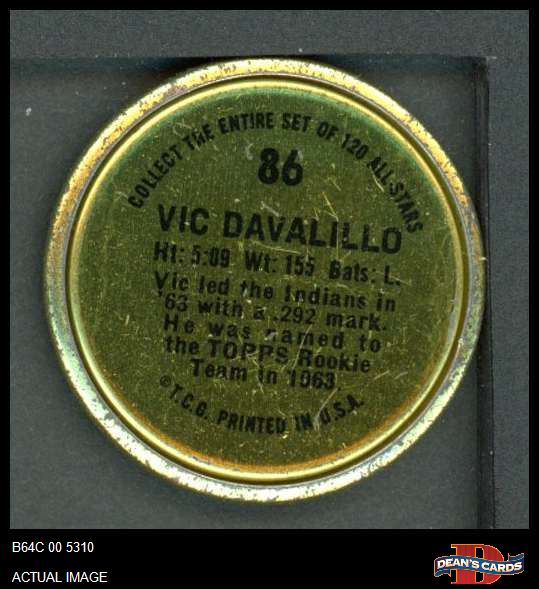 COLLECT THE ENTIRE SET OF 120 ALL-STARS
86
VIC DAVALILLO
Ht: 5:09 Wt: 155 Bats: L.
Vic led the Indians in
'63 with a .292 mark.
He was named to
the TOPPS Rookie
Team in 1963.
©T.C.G. PRINTED IN U.S.A.
B64C 00 5310
ACTUAL IMAGE
DEAN'S CARDS